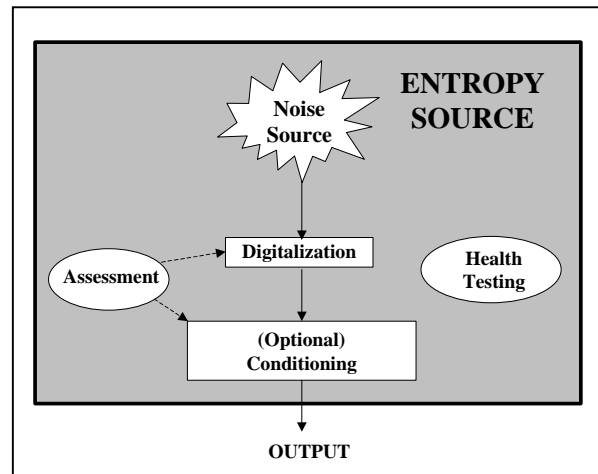 ENTROPY
SOURCE
Noise
Source
Digitalization
Assessment
Health
Testing
(Optional)
Conditioning
OUTPUT